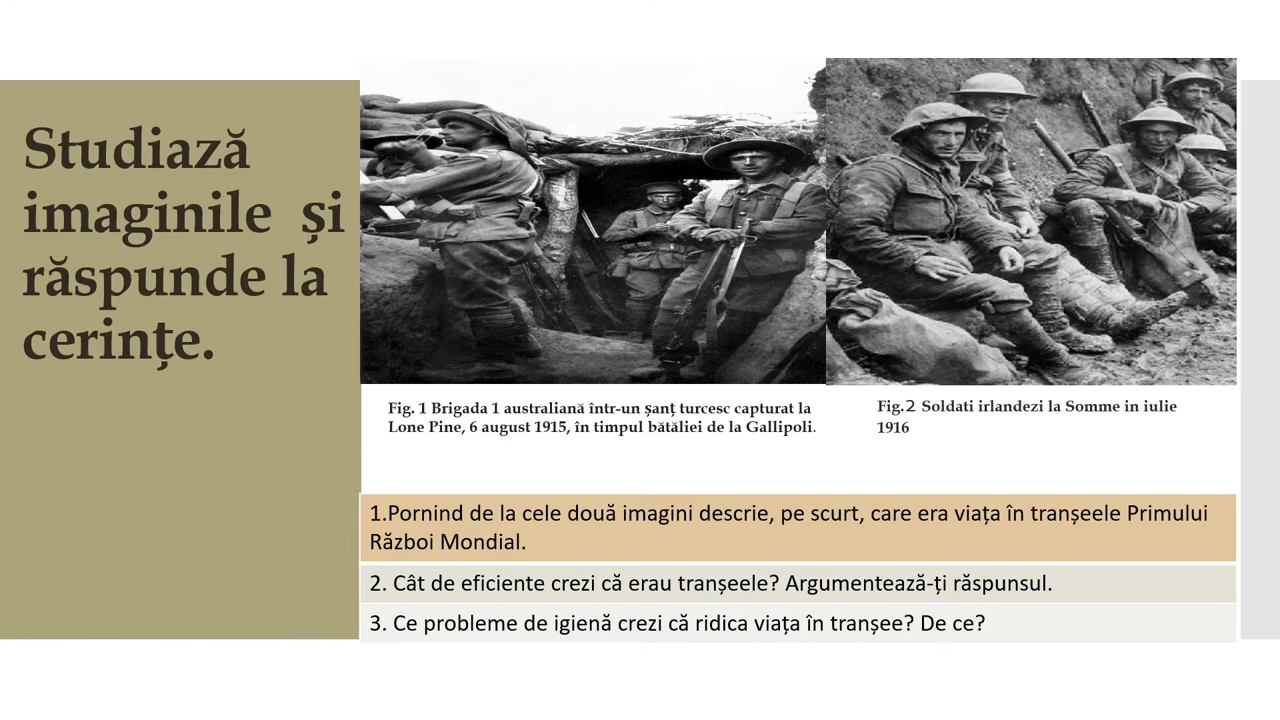 Studiază
imaginile și
răspunde la
cerințe.
Fig. 1 Brigada 1 australiană într-un șanț turcesc capturat la
Lone Pine, 6 august 1915, în timpul bătăliei de la Gallipoli.
Fig.2 Soldati irlandezi la Somme in iulie
1916
1.Pornind de la cele două imagini descrie, pe scurt, care era viața în tranșeele Primului
Război Mondial.
2. Cât de eficiente crezi că erau tranșeele? Argumentează-ți răspunsul.
3. Ce probleme de igienă crezi că ridica viața în tranșee? De ce?